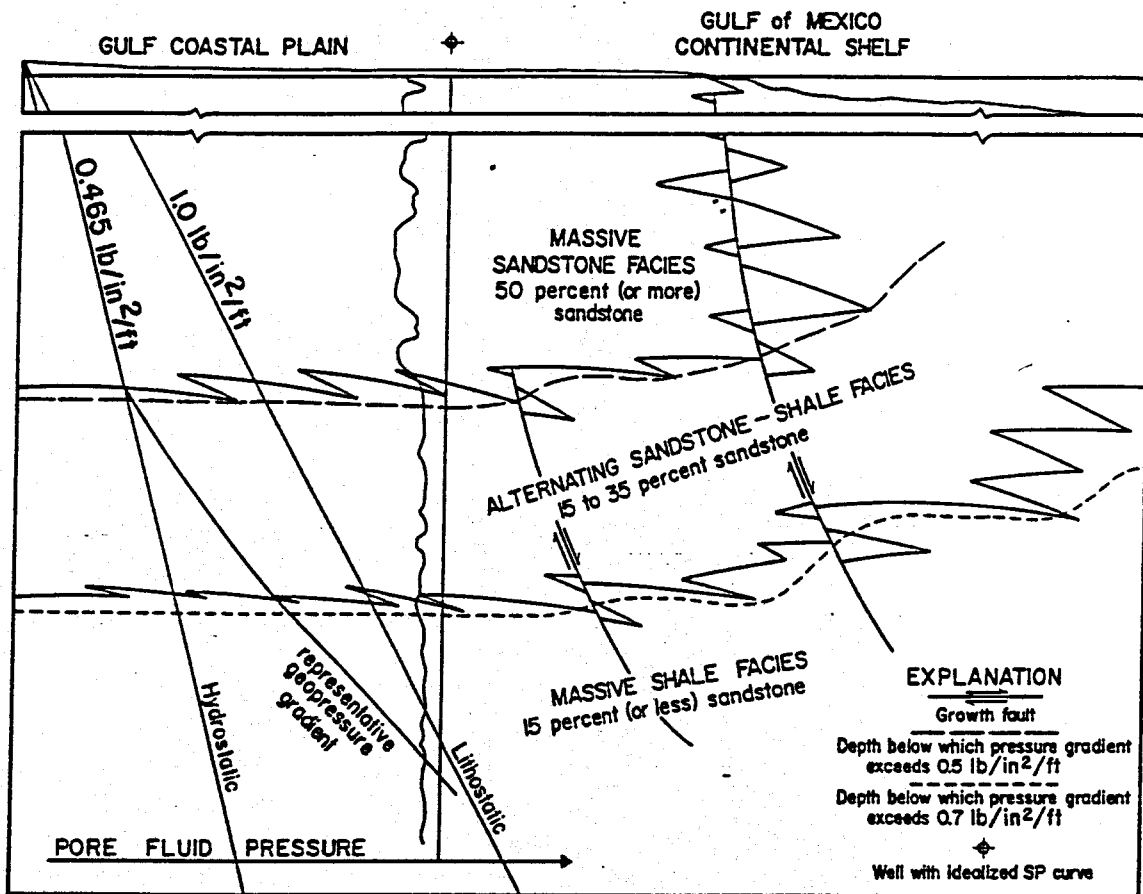 GULF COASTAL PLAIN
GULF of MEXICO
CONTINENTAL SHELF
0.465 lb/in²/ft
1.0 lb/in²/ft
MASSIVE
SANDSTONE FACIES
50 percent (or more)
sandstone
ALTERNATING SANDSTONE – SHALE FACIES
15 to 35 percent sandstone
MASSIVE SHALE FACIES
15 percent (or less) sandstone
representative
geopressure
gradient
Hydrostatic
Lithostatic
PORE FLUID PRESSURE
EXPLANATION
Growth fault
Depth below which pressure gradient
exceeds 0.5 lb/in²/ft
Depth below which pressure gradient
exceeds 0.7 lb/in²/ft
Well with idealized SP curve